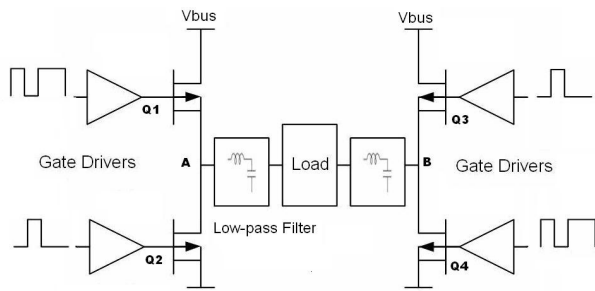 Vbus
Vbus
Q1
Q3
Gate Drivers
A
Load
B
Gate Drivers
Low-pass Filter
Q2
Q4